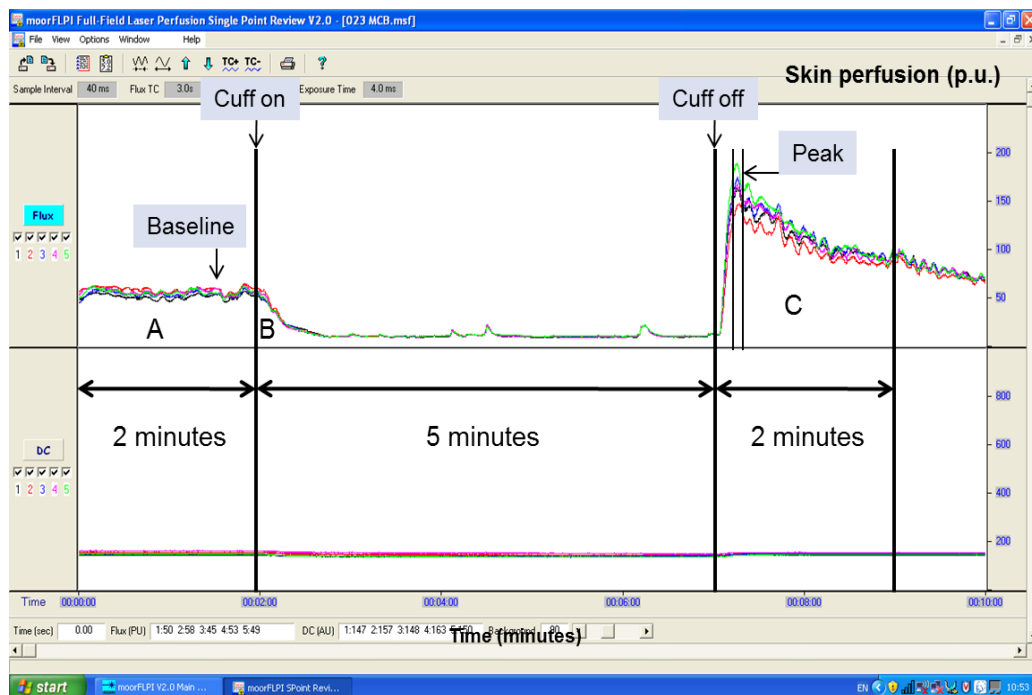 moorFLPI Full-Field Laser Perfusion Single Point Review V2.0 - [023 MCB.msf]
File View Options Window Help
TC+ TC-
?
Skin perfusion (p.u.)
Sample Interval 40 ms Flux TC 3.0s Exposure Time 4.0 ms
Cuff on
Cuff off
Peak
Baseline
Flux
1 2 3 4 5
200
150
100
50
A
B
C
2 minutes
5 minutes
2 minutes
DC
1 2 3 4 5
800
600
400
200
Time 00:00:00 00:02:00 00:04:00 00:06:00 00:08:00 00:10:00
Time (sec) 0.00 Flux (PU) 1:50 2:58 3:45 4:53 5:49 DC (AU) 1:147 2:157 3:148 4:163 Background 80
Time (minutes)
start moorFLPI V2.0 Main ... moorFLPI SPoint Revi... EN 10:53